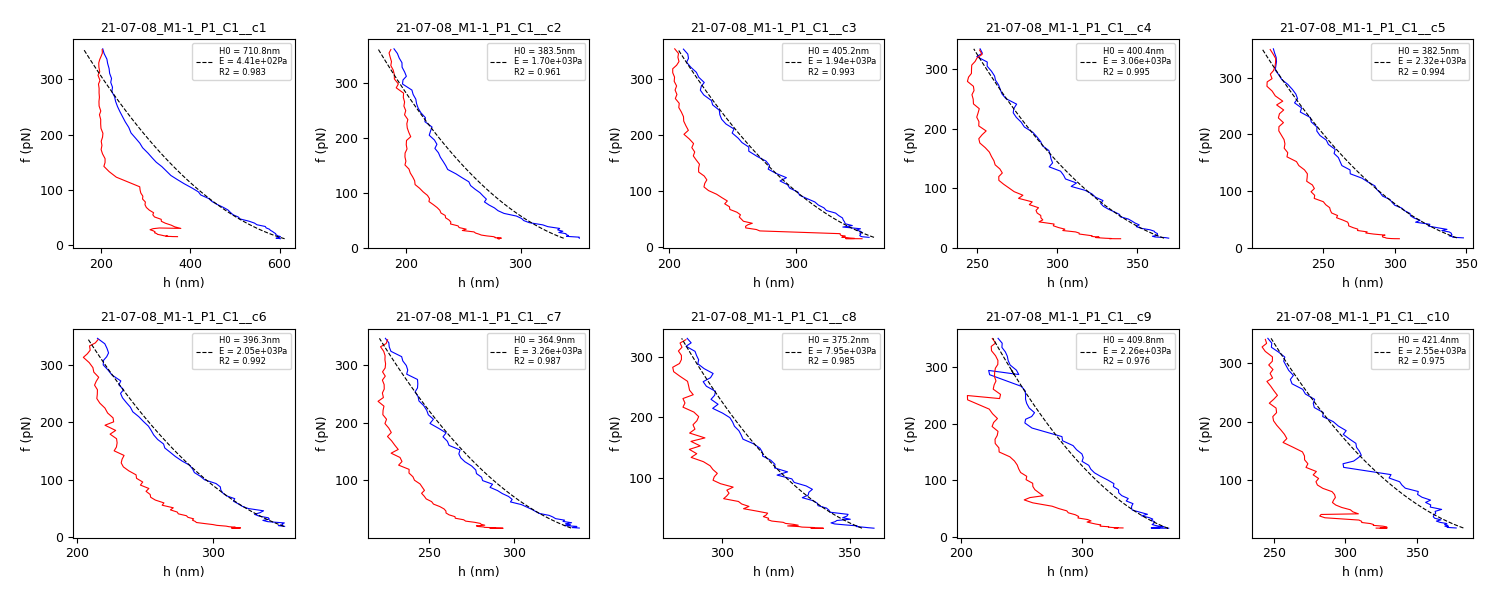 21-07-08_M1-1_P1_C1__c1
H0 = 710.8nm
E = 4.41e+02Pa
R2 = 0.983
f (pN)
300
200
100
0
200 400 600
h (nm)
21-07-08_M1-1_P1_C1__c2
H0 = 383.5nm
E = 1.70e+03Pa
R2 = 0.961
f (pN)
300
200
100
0
200 300
h (nm)
21-07-08_M1-1_P1_C1__c3
H0 = 405.2nm
E = 1.94e+03Pa
R2 = 0.993
f (pN)
300
200
100
0
200 300
h (nm)
21-07-08_M1-1_P1_C1__c4
H0 = 400.4nm
E = 3.06e+03Pa
R2 = 0.995
f (pN)
300
200
100
0
250 300 350
h (nm)
21-07-08_M1-1_P1_C1__c5
H0 = 382.5nm
E = 2.32e+03Pa
R2 = 0.994
f (pN)
300
200
100
0
250 300 350
h (nm)
21-07-08_M1-1_P1_C1__c6
H0 = 396.3nm
E = 2.05e+03Pa
R2 = 0.992
f (pN)
300
200
100
0
200 300
h (nm)
21-07-08_M1-1_P1_C1__c7
H0 = 364.9nm
E = 3.26e+03Pa
R2 = 0.987
f (pN)
300
200
100
250 300
h (nm)
21-07-08_M1-1_P1_C1__c8
H0 = 375.2nm
E = 7.95e+03Pa
R2 = 0.985
f (pN)
300
200
100
300 350
h (nm)
21-07-08_M1-1_P1_C1__c9
H0 = 409.8nm
E = 2.26e+03Pa
R2 = 0.976
f (pN)
300
200
100
0
200 300
h (nm)
21-07-08_M1-1_P1_C1__c10
H0 = 421.4nm
E = 2.55e+03Pa
R2 = 0.975
f (pN)
300
200
100
250 300 350
h (nm)